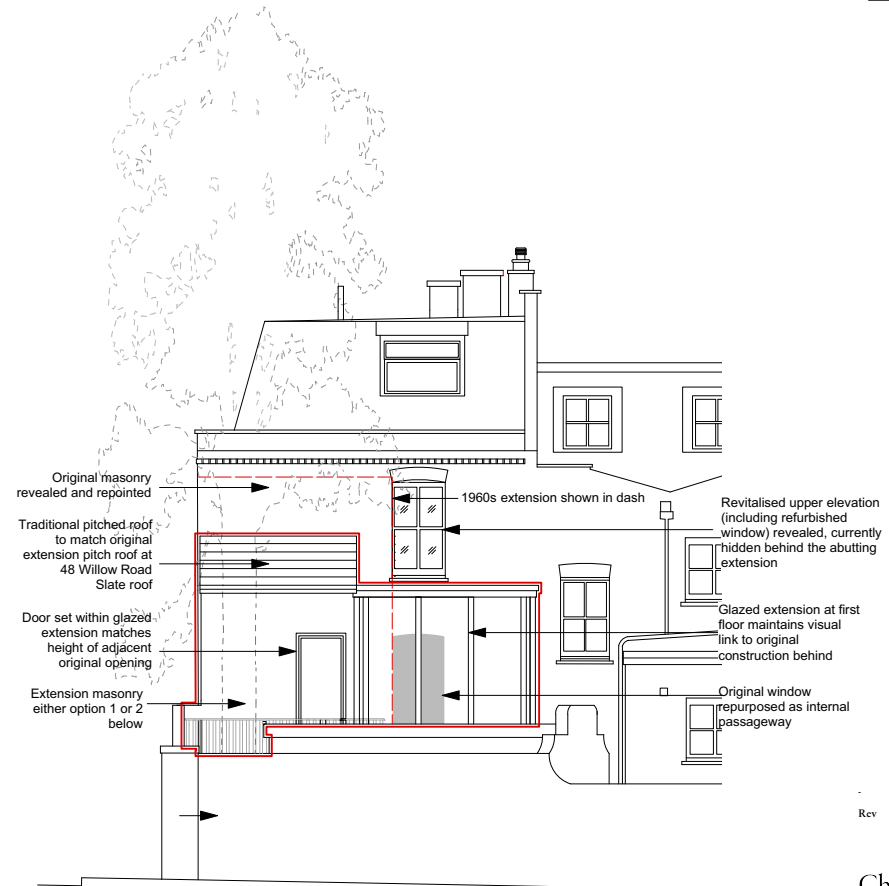 Original masonry
revealed and repointed
Traditional pitched roof
to match original
extension pitch roof at
48 Willow Road
Slate roof
Door set within glazed
extension matches
height of adjacent
original opening
Extension masonry
either option 1 or 2
below
1960s extension shown in dash
Revitalised upper elevation
(including refurbished
window) revealed, currently
hidden behind the abutting
extension
Glazed extension at first
floor maintains visual
link to original
construction behind
Original window
repurposed as internal
passageway
-
Rev
Ch